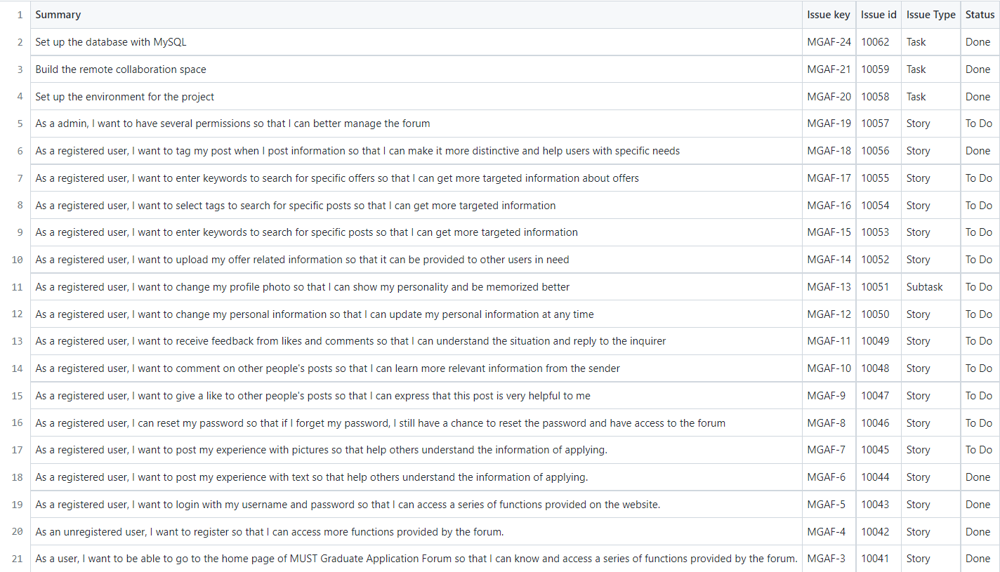 1 Summary Issue key Issue id Issue Type Status
2 Set up the database with MySQL MGAF-24 10062 Task Done
3 Build the remote collaboration space MGAF-21 10059 Task Done
4 Set up the environment for the project MGAF-20 10058 Task Done
5 As a admin, I want to have several permissions so that I can better manage the forum MGAF-19 10057 Story To Do
6 As a registered user, I want to tag my post when I post information so that I can make it more distinctive and help users with specific needs MGAF-18 10056 Story Done
7 As a registered user, I want to enter keywords to search for specific offers so that I can get more targeted information about offers MGAF-17 10055 Story To Do
8 As a registered user, I want to select tags to search for specific posts so that I can get more targeted information MGAF-16 10054 Story To Do
9 As a registered user, I want to enter keywords to search for specific posts so that I can get more targeted information MGAF-15 10053 Story To Do
10 As a registered user, I want to upload my offer related information so that it can be provided to other users in need MGAF-14 10052 Story To Do
11 As a registered user, I want to change my profile photo so that I can show my personality and be memorized better MGAF-13 10051 Subtask To Do
12 As a registered user, I want to change my personal information so that I can update my personal information at any time MGAF-12 10050 Story To Do
13 As a registered user, I want to receive feedback from likes and comments so that I can understand the situation and reply to the inquirer MGAF-11 10049 Story To Do
14 As a registered user, I want to comment on other people's posts so that I can learn more relevant information from the sender MGAF-10 10048 Story To Do
15 As a registered user, I want to give a like to other people's posts so that I can express that this post is very helpful to me MGAF-9 10047 Story To Do
16 As a registered user, I can reset my password so that if I forget my password, I still have a chance to reset the password and have access to the forum MGAF-8 10046 Story To Do
17 As a registered user, I want to post my experience with pictures so that help others understand the information of applying. MGAF-7 10045 Story To Do
18 As a registered user, I want to post my experience with text so that help others understand the information of applying. MGAF-6 10044 Story Done
19 As a registered user, I want to login with my username and password so that I can access a series of functions provided on the website. MGAF-5 10043 Story Done
20 As an unregistered user, I want to register so that I can access more functions provided by the forum. MGAF-4 10042 Story Done
21 As a user, I want to be able to go to the home page of MUST Graduate Application Forum so that I can know and access a series of functions provided by the forum. MGAF-3 10041 Story Done